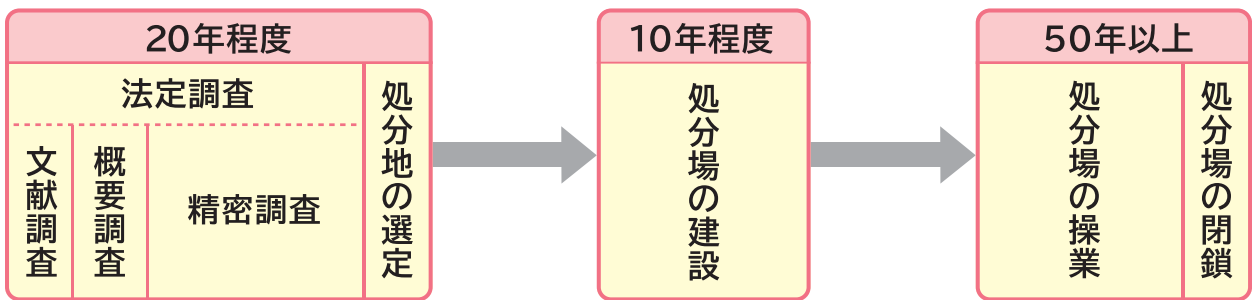 20年程度
法定調査
文献調査
概要調査
精密調査
処分地の選定
10年程度
処分場の建設
50年以上
処分場の操業
処分場の閉鎖